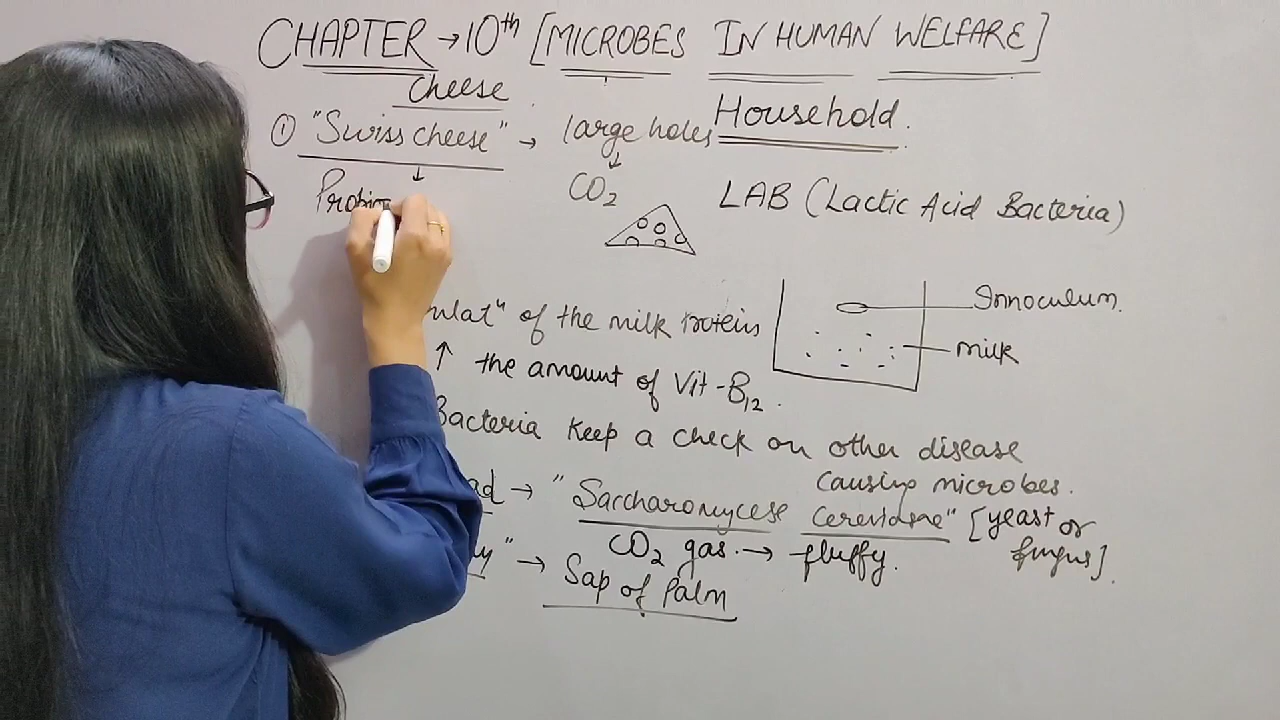 CHAPTER → 10th [MICROBES IN HUMAN WELFARE]
Cheese
Household.
① "Swiss cheese" → large holes
↓ ↓
CO2
LAB (Lactic Acid Bacteria)
Innoculum.
of the milk protein
milk
↑ the amount of Vit-B12.
Bacteria Keep a check on other disease
causing microbes.
→ "Saccharomycese Cerevidane" [yeast or fungus]
CO2 gas. → fluffy.
" → Sap of Palm